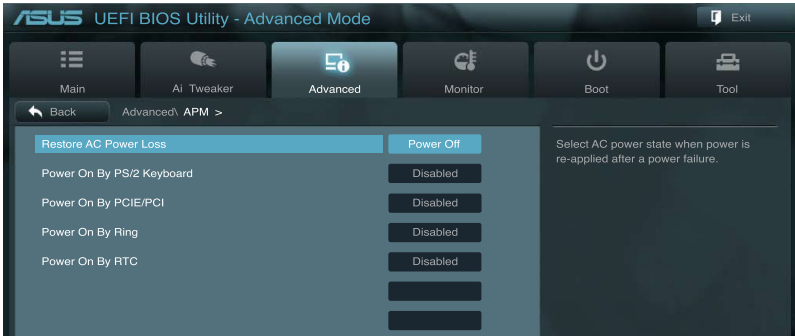 ASUS UEFI BIOS Utility - Advanced Mode
Exit
Main
Ai Tweaker
Advanced
Monitor
Boot
Tool
Back
Advanced\ APM >
Restore AC Power Loss
Power Off
Power On By PS/2 Keyboard
Disabled
Power On By PCIE/PCI
Disabled
Power On By Ring
Disabled
Power On By RTC
Disabled
Select AC power state when power is
re-applied after a power failure.